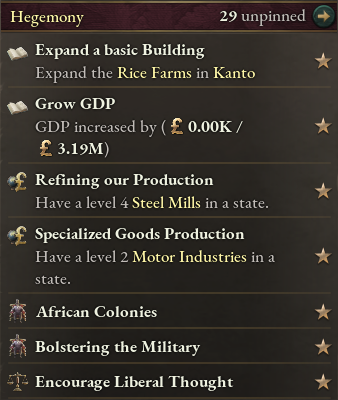 Hegemony 29 unpinned
Expand a basic Building
Expand the Rice Farms in Kanto
Grow GDP
GDP increased by ( £ 0.00K /
£ 3.19M)
Refining our Production
Have a level 4 Steel Mills in a state.
Specialized Goods Production
Have a level 2 Motor Industries in a
state.
African Colonies
Bolstering the Military
Encourage Liberal Thought